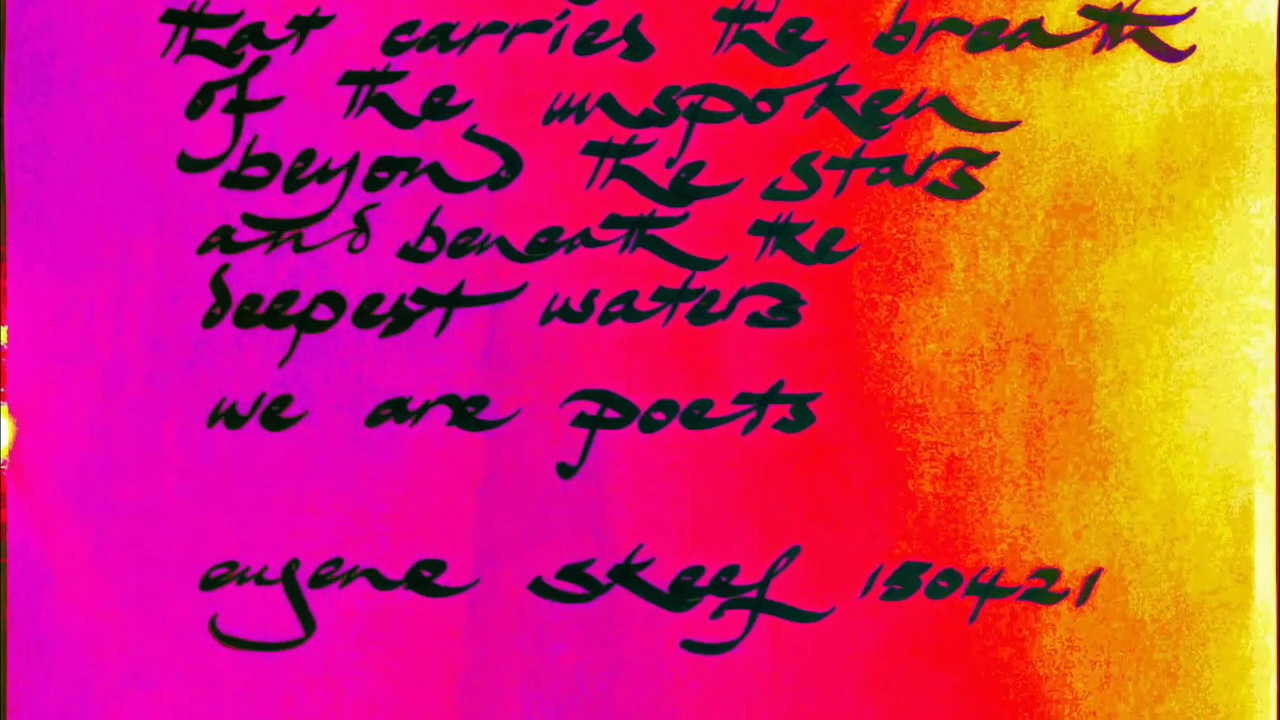 that carries the breath
of the unspoken
beyond the stars
and beneath the
deepest waters
we are poets
eugene skeef 150421